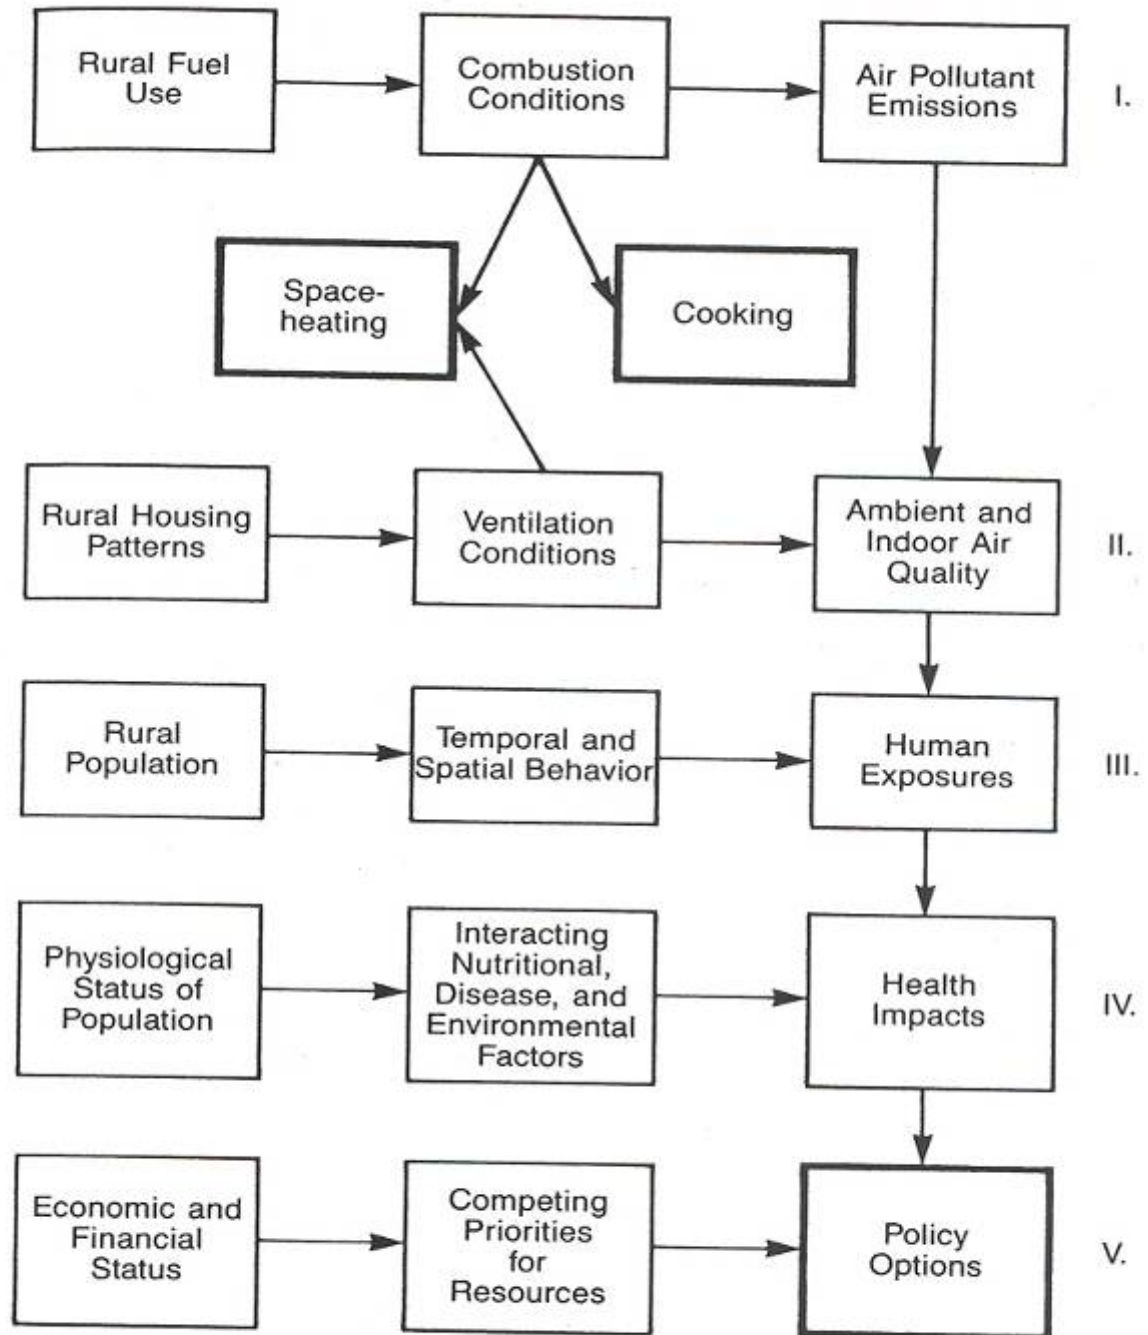 Rural Fuel
Use
Combustion
Conditions
Air Pollutant
Emissions
I.
Space-
heating
Cooking
Rural Housing
Patterns
Ventilation
Conditions
Ambient and
Indoor Air
Quality
II.
Rural
Population
Temporal and
Spatial Behavior
Human
Exposures
III.
Physiological
Status of
Population
Interacting
Nutritional,
Disease, and
Environmental
Factors
Health
Impacts
IV.
Economic and
Financial
Status
Competing
Priorities
for
Resources
Policy
Options
V.